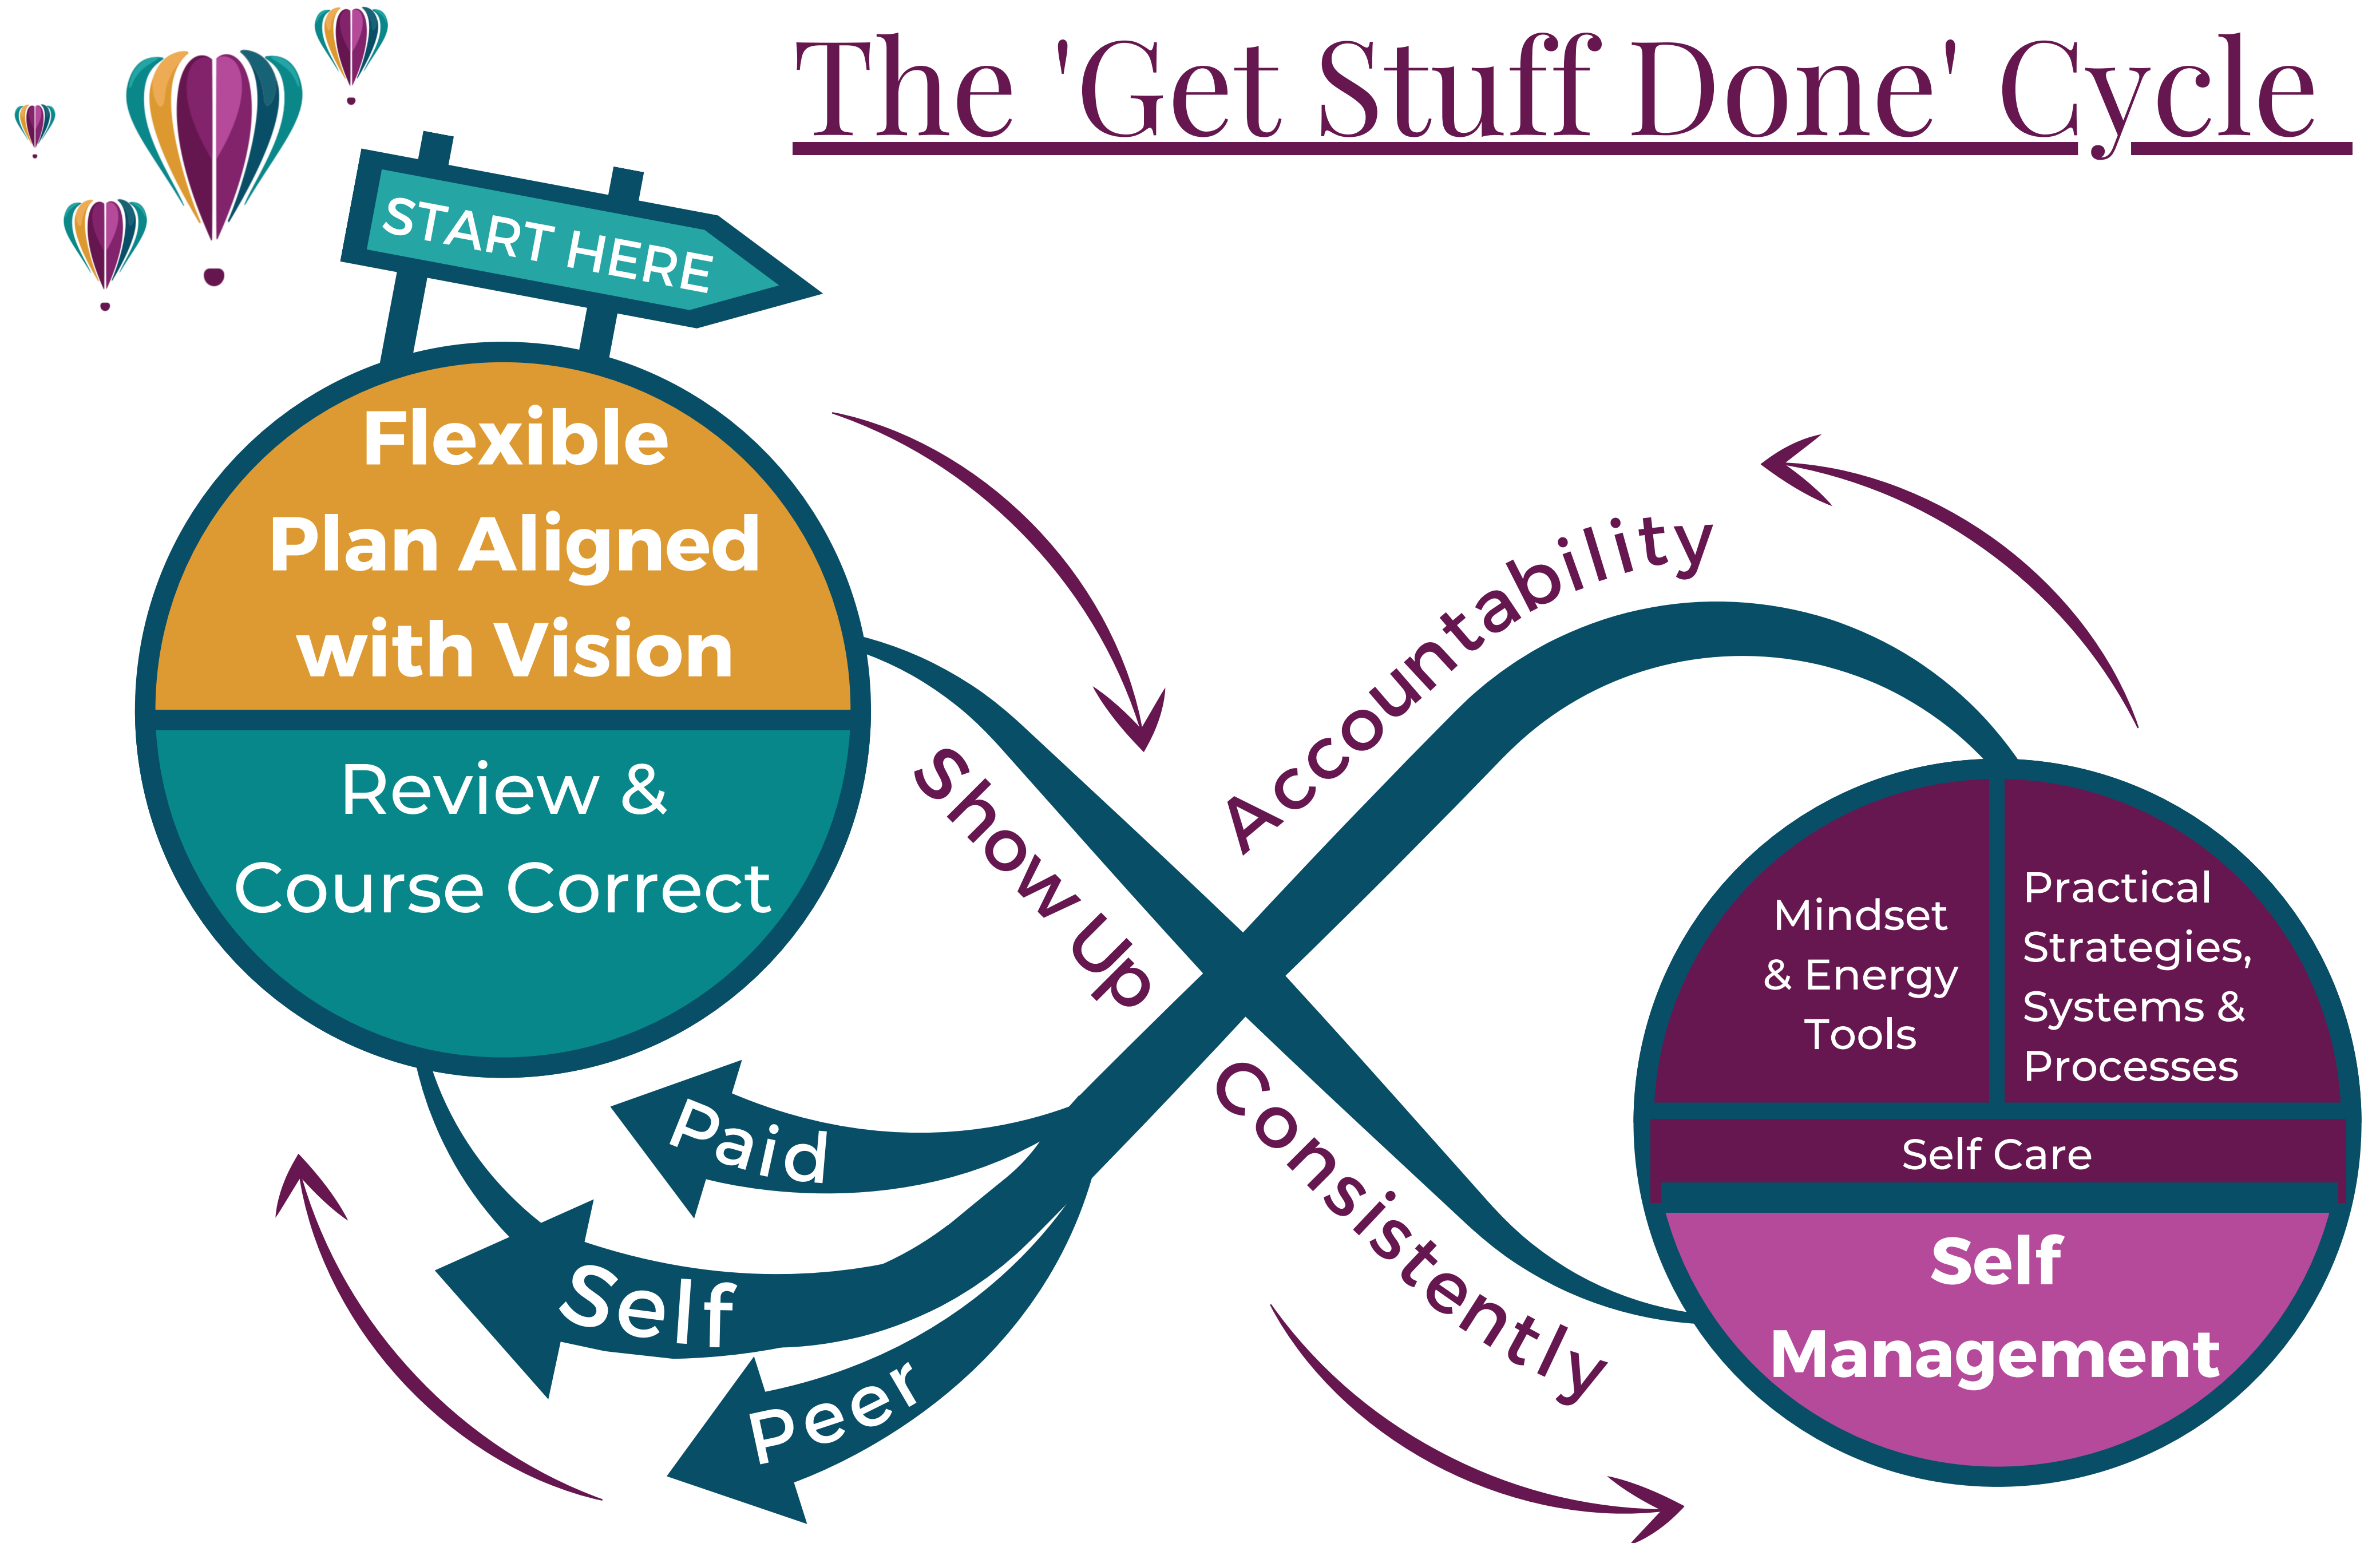 The 'Get Stuff Done' Cycle
START HERE
Flexible
Plan Aligned
with Vision
Review &
Course Correct
Show Up
Consistently
Mindset
& Energy
Tools
Practical
Strategies,
Systems &
Processes
Self Care
Self
Management
Accountability
Paid
Self
Peer